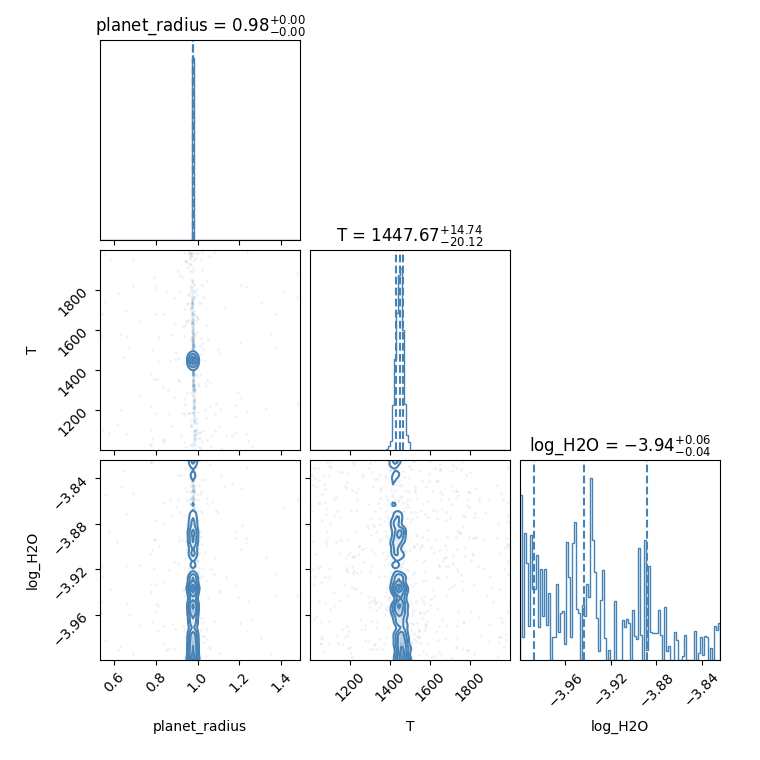 planet_radius = 0.98+0.00−0.00
T = 1447.67+14.74−20.12
1800
1600
1400
1200
T
log_H2O = −3.94+0.06−0.04
−3.84
−3.88
−3.92
−3.96
log_H2O
0.6 0.8 1.0 1.2 1.4
1200 1400 1600 1800
−3.96 −3.92 −3.88 −3.84
planet_radius T log_H2O